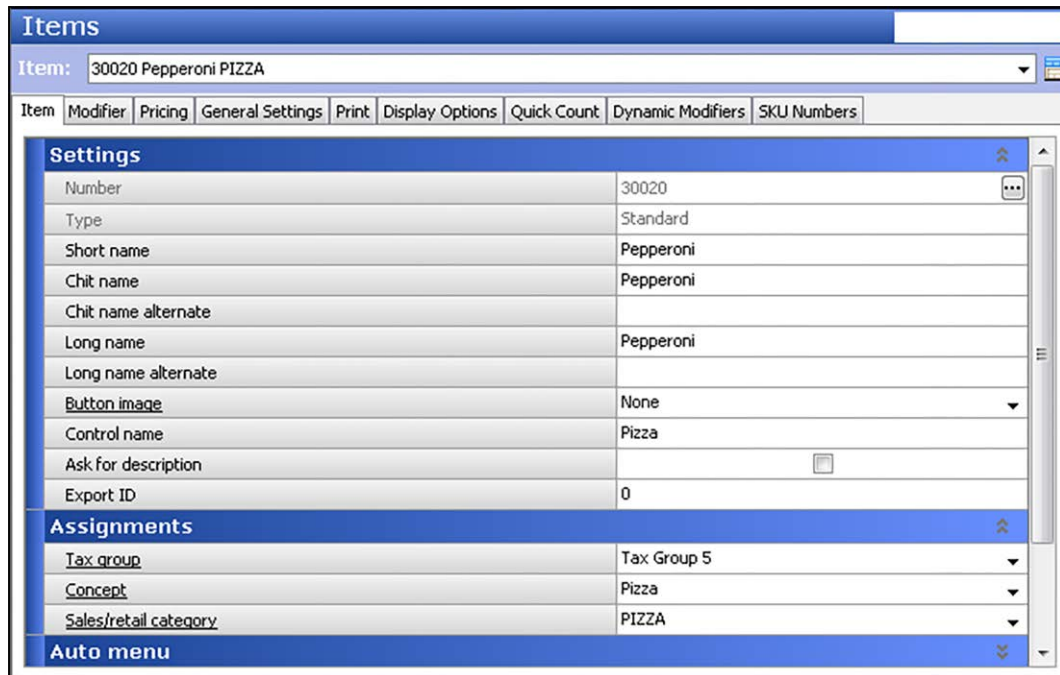 Items
Item: 30020 Pepperoni PIZZA
Item Modifier Pricing General Settings Print Display Options Quick Count Dynamic Modifiers SKU Numbers
Settings
Number 30020 ...
Type Standard
Short name Pepperoni
Chit name Pepperoni
Chit name alternate
Long name Pepperoni
Long name alternate
Button image None
Control name Pizza
Ask for description
Export ID 0
Assignments
Tax group Tax Group 5
Concept Pizza
Sales/retail category PIZZA
Auto menu